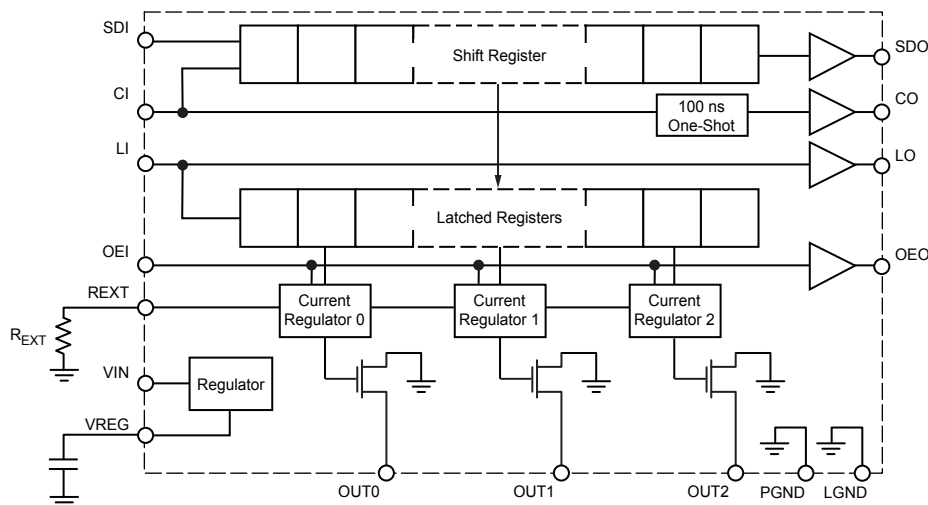 SDI
Shift Register
SDO
CI
100 ns
One-Shot
CO
LI
LO
Latched Registers
OEI
OEO
REXT
Current
Regulator 0
Current
Regulator 1
Current
Regulator 2
REXT
VIN
Regulator
VREG
OUT0
OUT1
OUT2
PGND
LGND